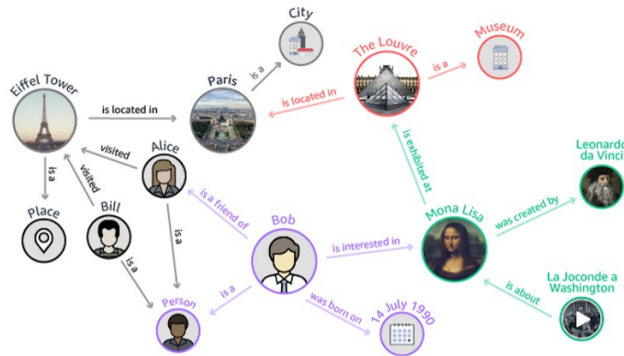 City
is a
Paris
The Louvre
is a
Museum
Eiffel Tower
is located in
is located in
is exhibited at
Leonardo
da Vinci
visited
Alice
visited
is a
Place
Bill
is a friend of
Bob
is interested in
Mona Lisa
was created by
is a
is a
La Joconde a
Washington
is about
Person
is a
was born on
14 July 1990